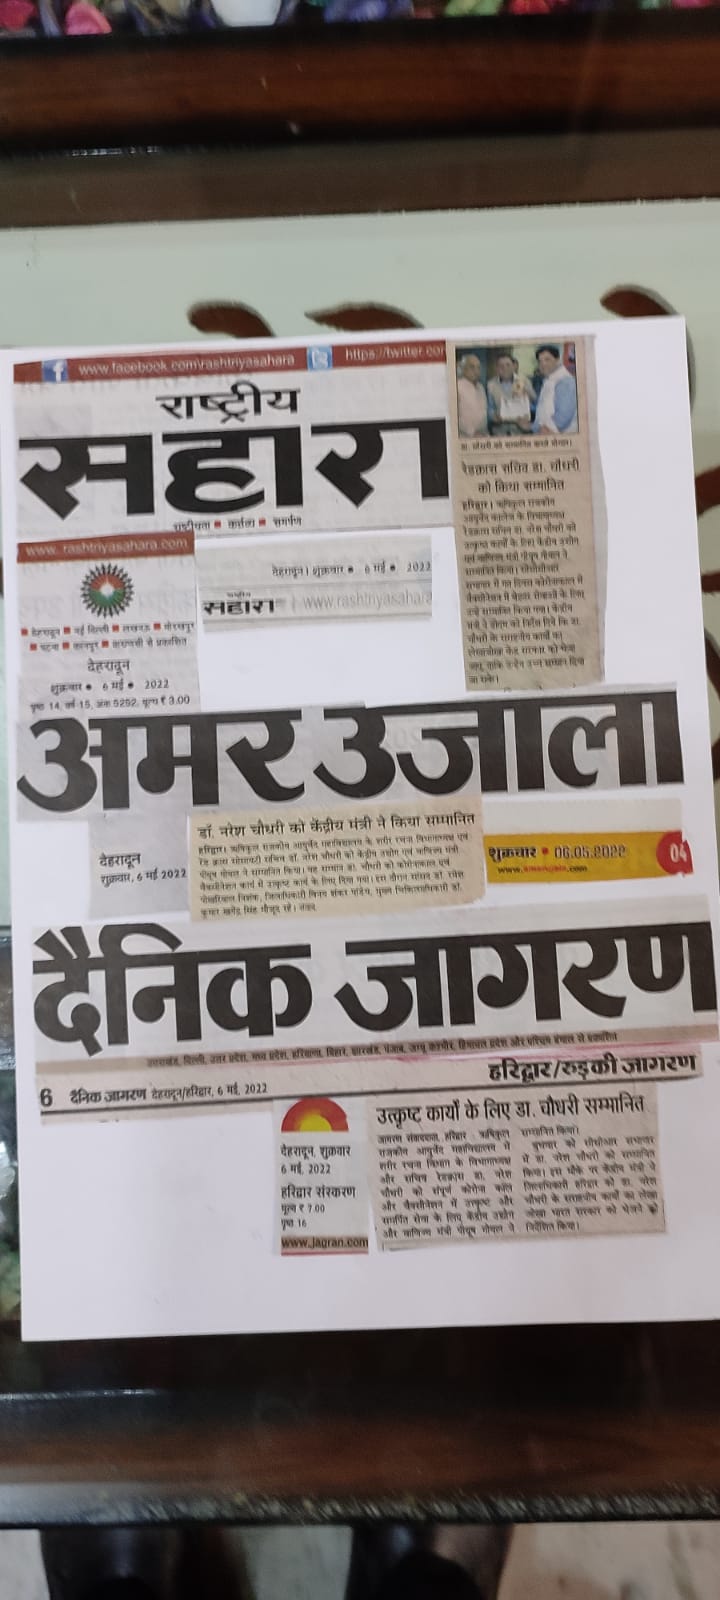 www.facebook.com/rashtriyasahara
https://twitter.com
राष्ट्रीय
सहारा
राष्ट्रीयता ■ कर्तव्य ■ समर्पण
www. rashtriyasahara.com
■ देहरादून ■ नई दिल्ली ■ लखनऊ ■ गोरखपुर
■ पटना ■ कानपुर ■ वाराणसी से प्रकाशित
देहरादून
शुक्रवार ● 6 मई ● 2022
पृष्ठ 14, वर्ष 15, अंक 5252, मूल्य ₹ 3.00
देहरादून। शुक्रवार ● 6 मई ● 2022
राष्ट्रीय
सहारा | www.rashtriyasahara
डा. चौधरी को सम्मानित करते गोयल।
रेडक्रास सचिव डा. चौधरी
को किया सम्मानित
हरिद्वार। ऋषिकुल राजकीय
आयुर्वेद कालेज के विभागाध्यक्ष
रेडक्रास सचिव डा. नरेश चौधरी को
उत्कृष्ट कार्यों के लिए केंद्रीय उद्योग
एवं वाणिज्य मंत्री पीयूष गोयल ने
सम्मानित किया।
उन्हें सम्मानित किया गया। केंद्रीय
मंत्री ने डीएम को निर्देश दिये कि डा.
चौधरी के सराहनीय कार्यों का
लेखाजोखा केंद्र सरकार को भेजा
जाए, ताकि उन्हें उच्च सम्मान दिया
जा सके।
अमर उजाला
डॉ. नरेश चौधरी को केंद्रीय मंत्री ने किया सम्मानित
हरिद्वार। ऋषिकुल राजकीय आयुर्वेद महाविद्यालय के शरीर रचना विभागाध्यक्ष एवं
रेड क्रास सोसायटी सचिव डॉ. नरेश चौधरी को केंद्रीय उद्योग एवं वाणिज्य मंत्री
पीयूष गोयल ने सम्मानित किया। यह सम्मान डा. चौधरी को कोरोनाकाल एवं
वैक्सीनेशन कार्य में उत्कृष्ट कार्य के लिए दिया गया। इस दौरान सांसद डॉ रमेश
पोखरियाल निशंक, जिलाधिकारी विनय शंकर पांडेय, मुख्य चिकित्साधिकारी डॉ.
कुमार खगेंद्र सिंह मौजूद रहे। संवाद
देहरादून
शुक्रवार, 6 मई 2022
शुक्रवार • 06.05.2022
04
www.amarujala.com
दैनिक जागरण
उत्तराखंड, दिल्ली, उत्तर प्रदेश, मध्य प्रदेश, हरियाणा, बिहार, झारखंड, पंजाब, जम्मू कश्मीर, हिमाचल प्रदेश और पश्चिम बंगाल से प्रकाशित
हरिद्वार/रुड़की जागरण
6 दैनिक जागरण देहरादून/हरिद्वार, 6 मई, 2022
देहरादून, शुक्रवार
6 मई, 2022
हरिद्वार संस्करण
मूल्य ₹ 7.00
पृष्ठ 16
www.jagran.com
उत्कृष्ट कार्यों के लिए डा. चौधरी सम्मानित
जागरण संवाददाता, हरिद्वार : ऋषिकुल
राजकीय आयुर्वेद महाविद्यालय में
शरीर रचना विभाग के विभागाध्यक्ष
और सचिव रेडक्रास डा. नरेश
चौधरी को संपूर्ण कोरोना काल
और वैक्सीनेशन में उत्कृष्ट और
समर्पित सेवा के लिए केंद्रीय उद्योग
और वाणिज्य मंत्री पीयूष गोयल ने
सम्मानित किया।
बुधवार को सीसीआर सभागार
में डा. नरेश चौधरी को सम्मानित
किया। इस मौके पर केंद्रीय मंत्री ने
जिलाधिकारी हरिद्वार को डा. नरेश
चौधरी के सराहनीय कार्यों का लेखा
जोखा भारत सरकार को भेजने को
निर्देशित किया।